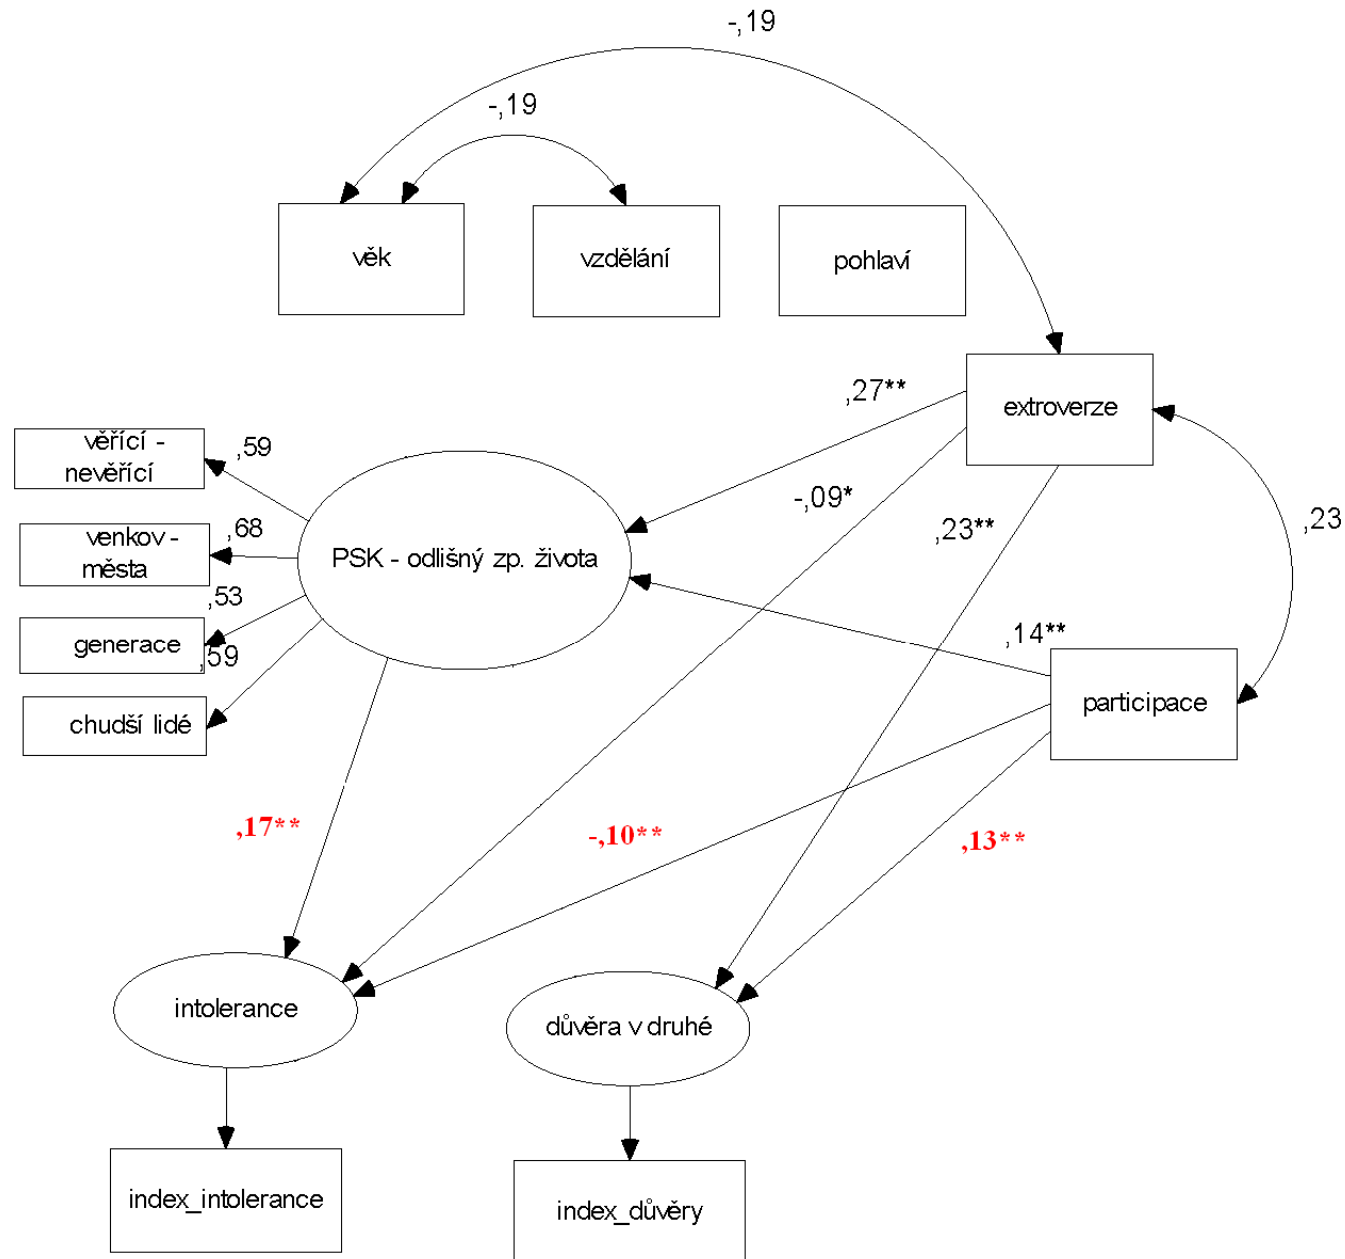 -,19
-,19
věk
vzdělání
pohlaví
extroverze
,27**
věřící -
nevěřící
,59
-,09*
,23**
,23
venkov -
města
,68
PSK - odlišný zp. života
,53
generace
,59
,14**
chudší lidé
participace
,17**
-,10**
,13**
intolerance
důvěra v druhé
index_intolerance
index_důvěry